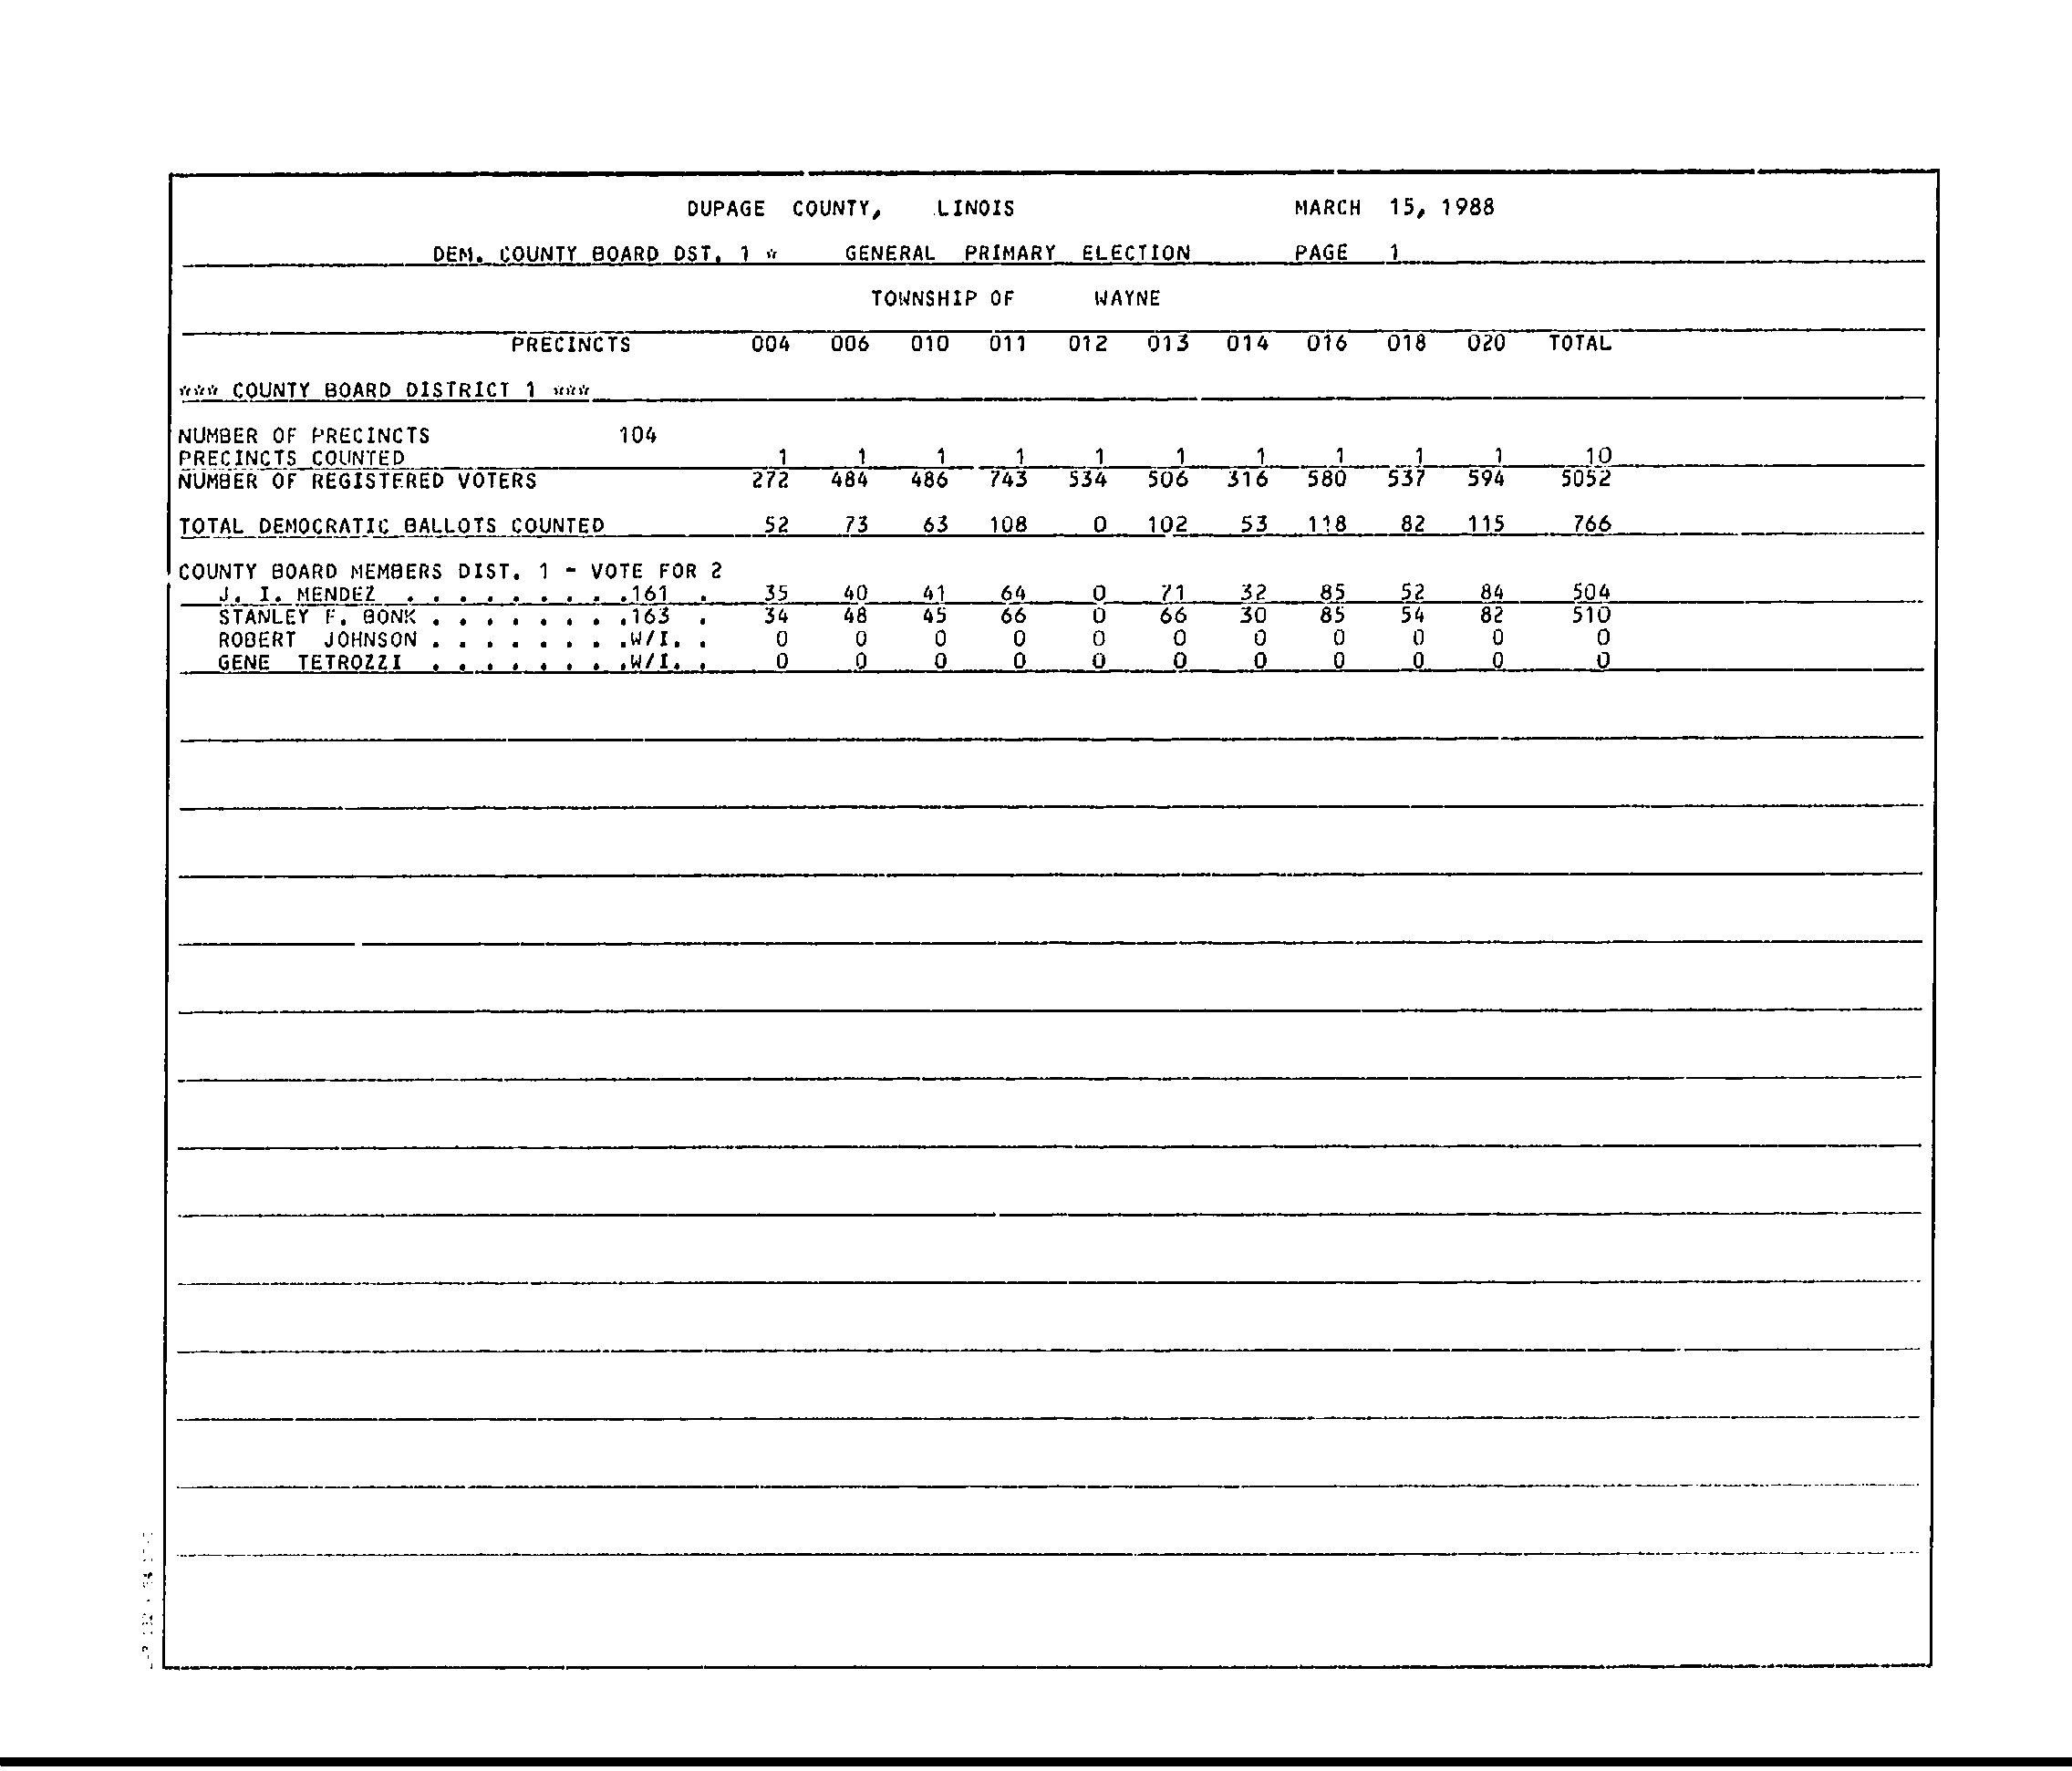 DUPAGE COUNTY, LINOIS MARCH 15, 1988
DEM. COUNTY BOARD DST. 1 * GENERAL PRIMARY ELECTION PAGE 1
TOWNSHIP OF WAYNE
PRECINCTS 004 006 010 011 012 013 014 016 018 020 TOTAL
*** COUNTY BOARD DISTRICT 1 ***
NUMBER OF PRECINCTS 104
PRECINCTS COUNTED 1 1 1 1 1 1 1 1 1 1 10
NUMBER OF REGISTERED VOTERS 272 484 486 743 534 506 316 580 537 594 5052
TOTAL DEMOCRATIC BALLOTS COUNTED 52 73 63 108 0 102 53 118 82 115 766
COUNTY BOARD MEMBERS DIST. 1 - VOTE FOR 2
J. I. MENDEZ . . . . . . . . .161 . 35 40 41 64 0 71 32 85 52 84 504
STANLEY F. BONK . . . . . . . .163 . 34 48 45 66 0 66 30 85 54 82 510
ROBERT JOHNSON . . . . . . . .W/I. . 0 0 0 0 0 0 0 0 0 0 0
GENE TETROZZI . . . . . . . .W/I. . 0 0 0 0 0 0 0 0 0 0 0